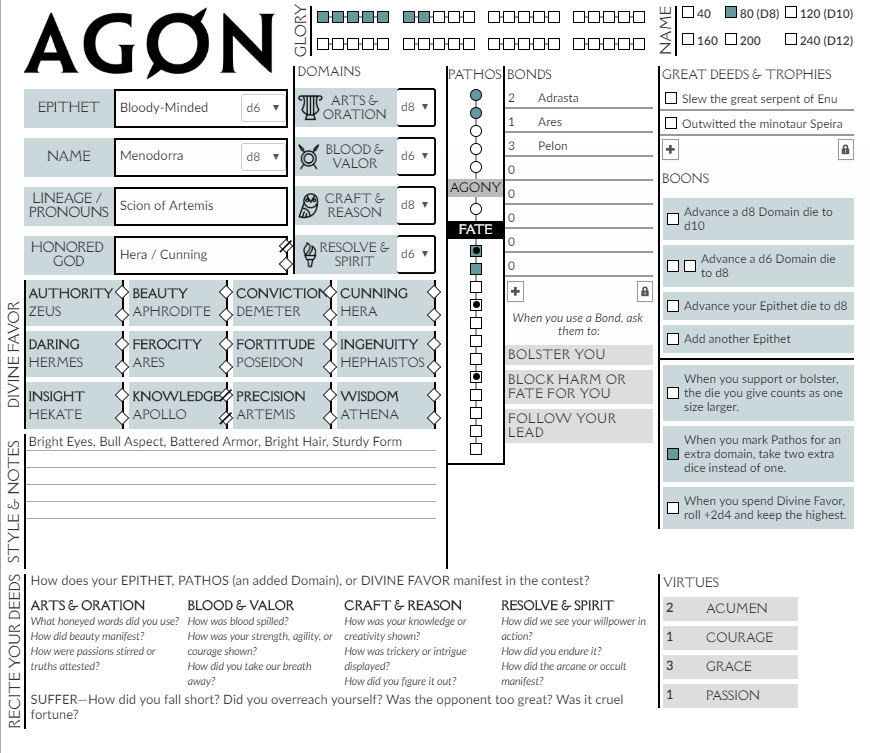 AGON
GLORY
NAME
40
80 (D8)
120 (D10)
160
200
240 (D12)
EPITHET
Bloody-Minded
d6
NAME
Menodorra
d8
LINEAGE /
PRONOUNS
Scion of Artemis
HONORED
GOD
Hera / Cunning
DOMAINS
ARTS &
ORATION
d8
BLOOD &
VALOR
d6
CRAFT &
REASON
d8
RESOLVE &
SPIRIT
d6
PATHOS
AGONY
FATE
BONDS
2 Adrasta
1 Ares
3 Pelon
0
0
0
0
0
+
When you use a Bond, ask
them to:
BOLSTER YOU
BLOCK HARM OR
FATE FOR YOU
FOLLOW YOUR
LEAD
GREAT DEEDS & TROPHIES
Slew the great serpent of Enu
Outwitted the minotaur Speira
+
BOONS
Advance a d8 Domain die to
d10
Advance a d6 Domain die
to d8
Advance your Epithet die to d8
Add another Epithet
When you support or bolster,
the die you give counts as one
size larger.
When you mark Pathos for an
extra domain, take two extra
dice instead of one.
When you spend Divine Favor,
roll +2d4 and keep the highest.
DIVINE FAVOR
AUTHORITY
ZEUS
BEAUTY
APHRODITE
CONVICTION
DEMETER
CUNNING
HERA
DARING
HERMES
FEROCITY
ARES
FORTITUDE
POSEIDON
INGENUITY
HEPHAISTOS
INSIGHT
HEKATE
KNOWLEDGE
APOLLO
PRECISION
ARTEMIS
WISDOM
ATHENA
STYLE & NOTES
Bright Eyes, Bull Aspect, Battered Armor, Bright Hair, Sturdy Form
RECITE YOUR DEEDS
How does your EPITHET, PATHOS (an added Domain), or DIVINE FAVOR manifest in the contest?
ARTS & ORATION
What honeyed words did you use?
How did beauty manifest?
How were passions stirred or
truths attested?
BLOOD & VALOR
How was blood spilled?
How was your strength, agility, or
courage shown?
How did you take our breath
away?
CRAFT & REASON
How was your knowledge or
creativity shown?
How was trickery or intrigue
displayed?
How did you figure it out?
RESOLVE & SPIRIT
How did we see your willpower in
action?
How did you endure it?
How did the arcane or occult
manifest?
SUFFER—How did you fall short? Did you overreach yourself? Was the opponent too great? Was it cruel
fortune?
VIRTUES
2 ACUMEN
1 COURAGE
3 GRACE
1 PASSION